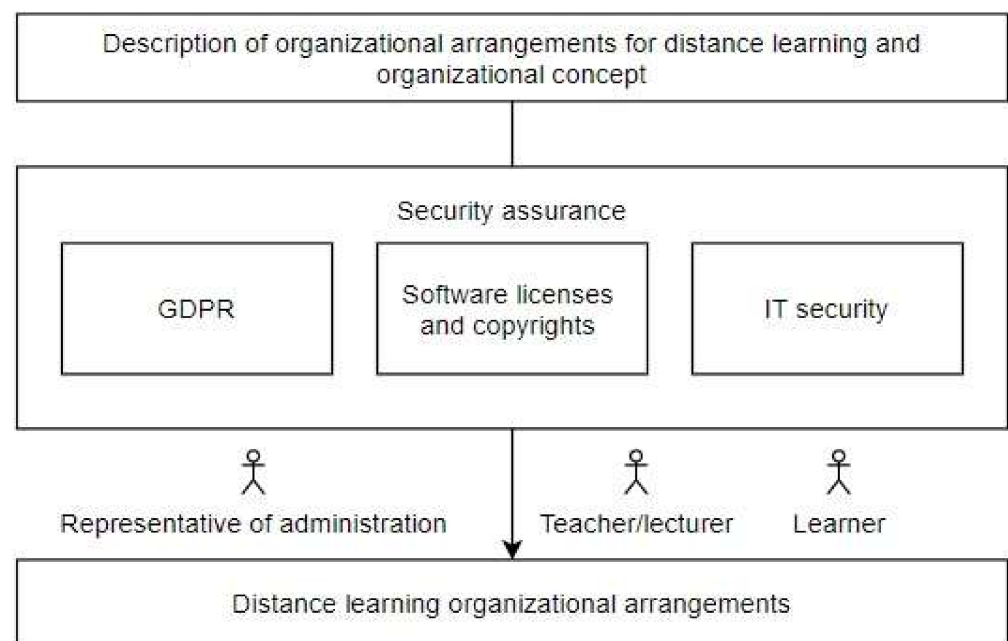 Description of organizational arrangements for distance learning and
organizational concept
Security assurance
GDPR
Software licenses
and copyrights
IT security
Representative of administration
Teacher/lecturer
Learner
Distance learning organizational arrangements